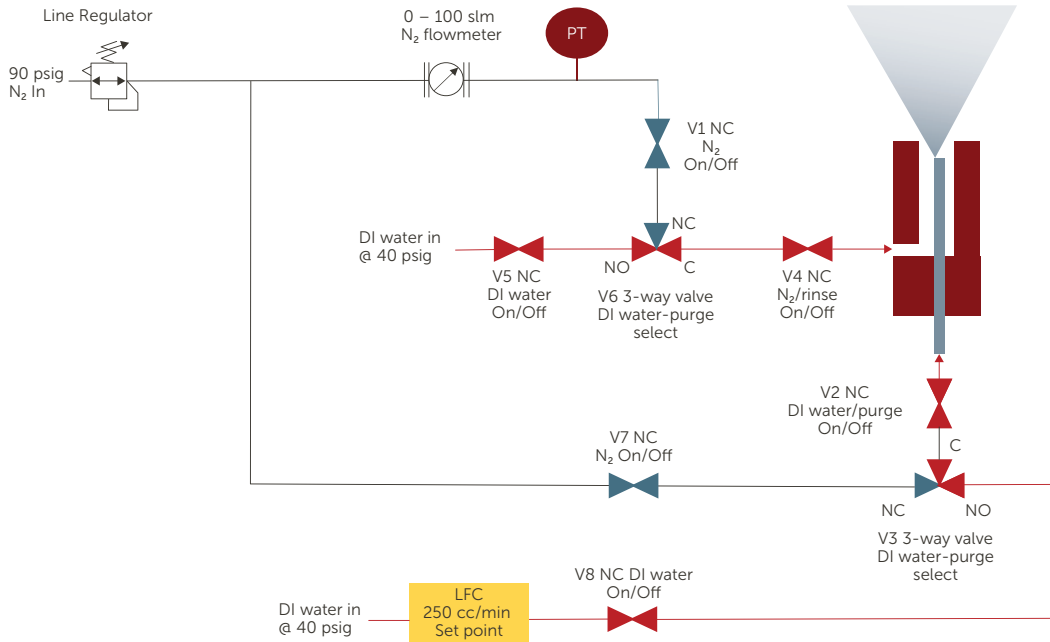 Line Regulator
90 psig
N₂ In
0 – 100 slm
N₂ flowmeter
PT
V1 NC
N₂
On/Off
DI water in
@ 40 psig
V5 NC
DI water
On/Off
NC
NO
C
V6 3-way valve
DI water-purge
select
V4 NC
N₂/rinse
On/Off
V2 NC
DI water/purge
On/Off
C
V7 NC
N₂ On/Off
NC
NO
V3 3-way valve
DI water-purge
select
DI water in
@ 40 psig
LFC
250 cc/min
Set point
V8 NC DI water
On/Off